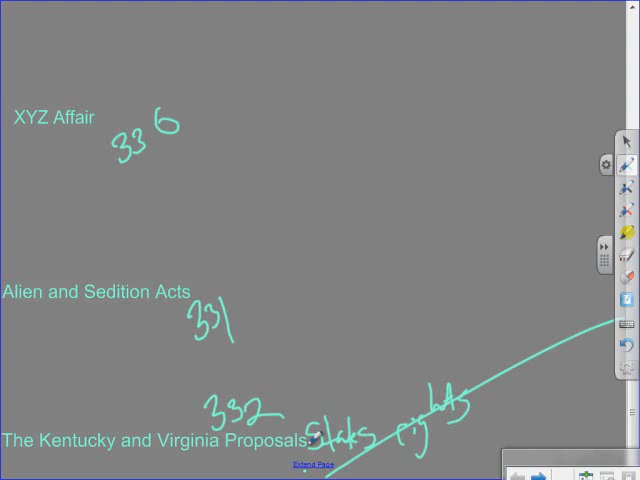 XYZ Affair
336
Alien and Sedition Acts
331
332
The Kentucky and Virginia Proposals States rights
Extend Page